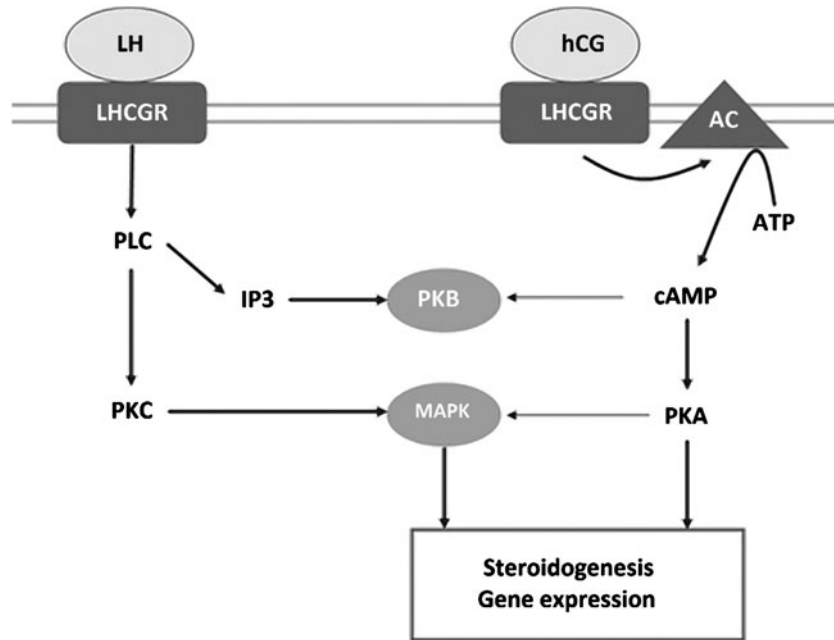 LH
hCG
LHCGR
LHCGR
AC
ATP
PLC
IP3
PKB
cAMP
PKC
MAPK
PKA
Steroidogenesis
Gene expression